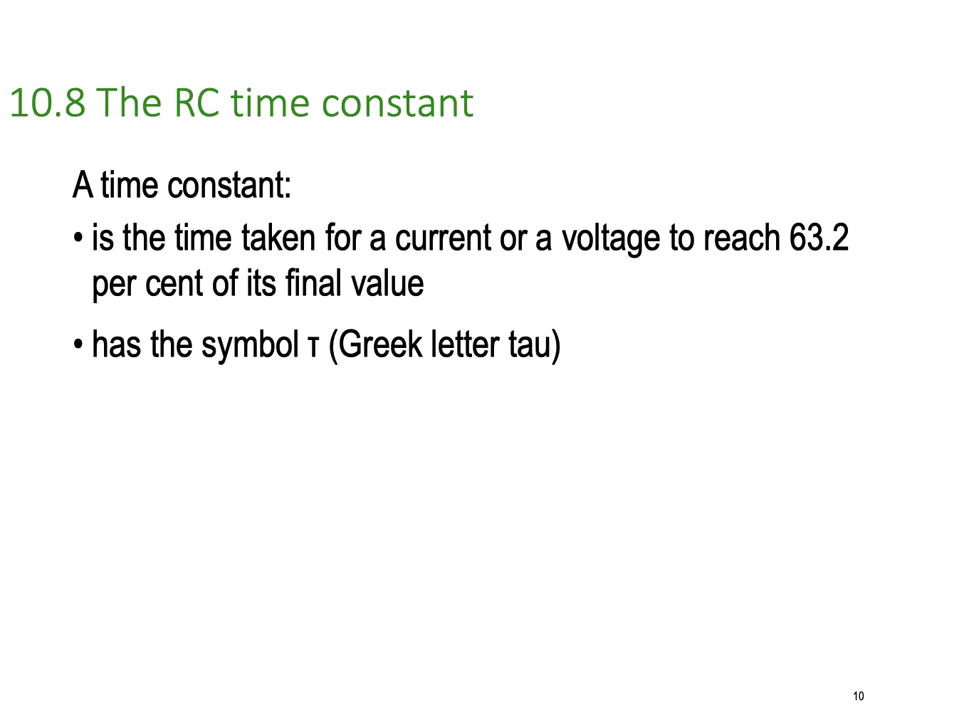 10.8 The RC time constant
A time constant:
• is the time taken for a current or a voltage to reach 63.2
per cent of its final value
• has the symbol τ (Greek letter tau)
10